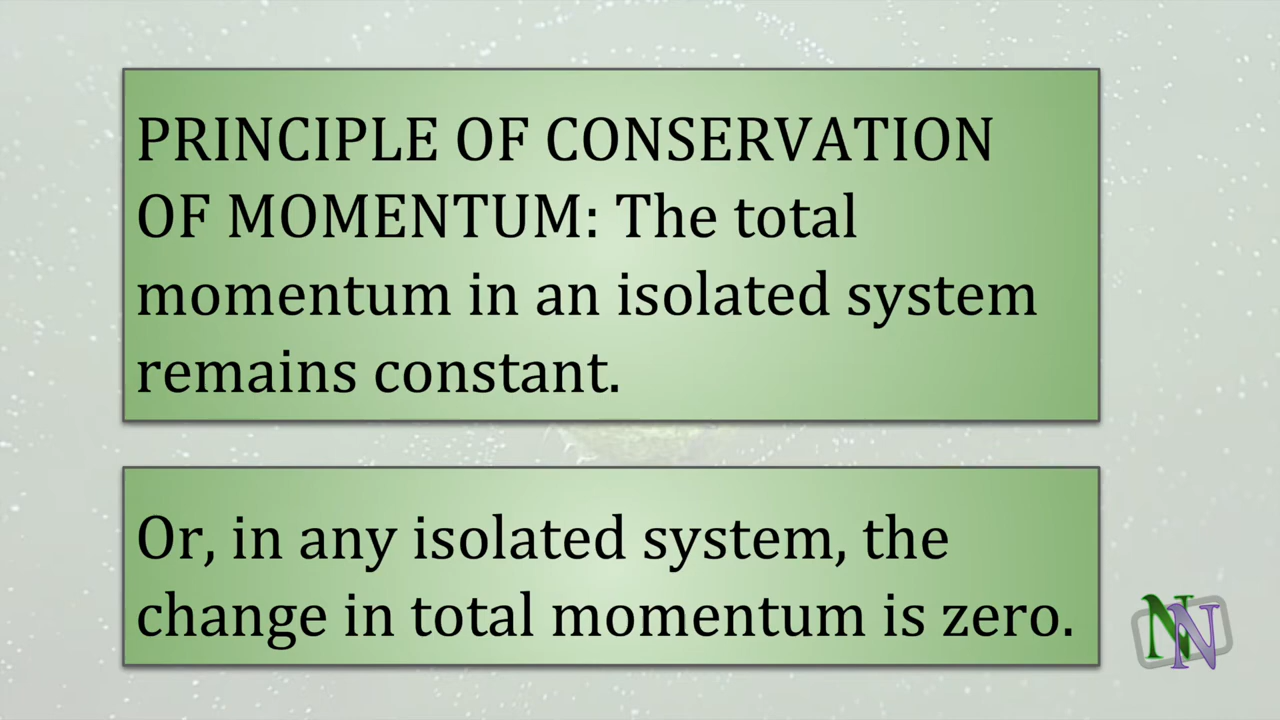 PRINCIPLE OF CONSERVATION
OF MOMENTUM: The total
momentum in an isolated system
remains constant.
Or, in any isolated system, the
change in total momentum is zero.
NN